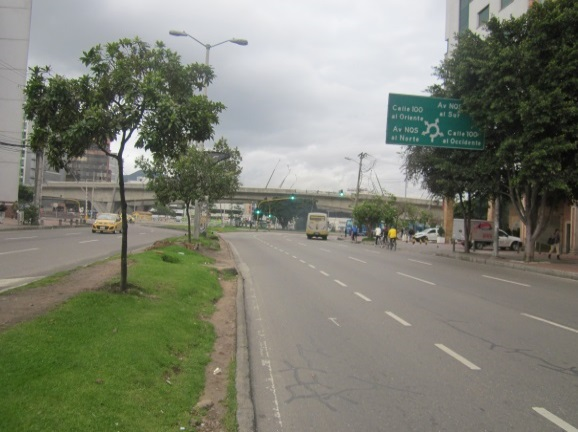 Calle 100
al Oriente
Av NQS
al Sur
Av NQS
al Norte
Calle 100
al Occidente